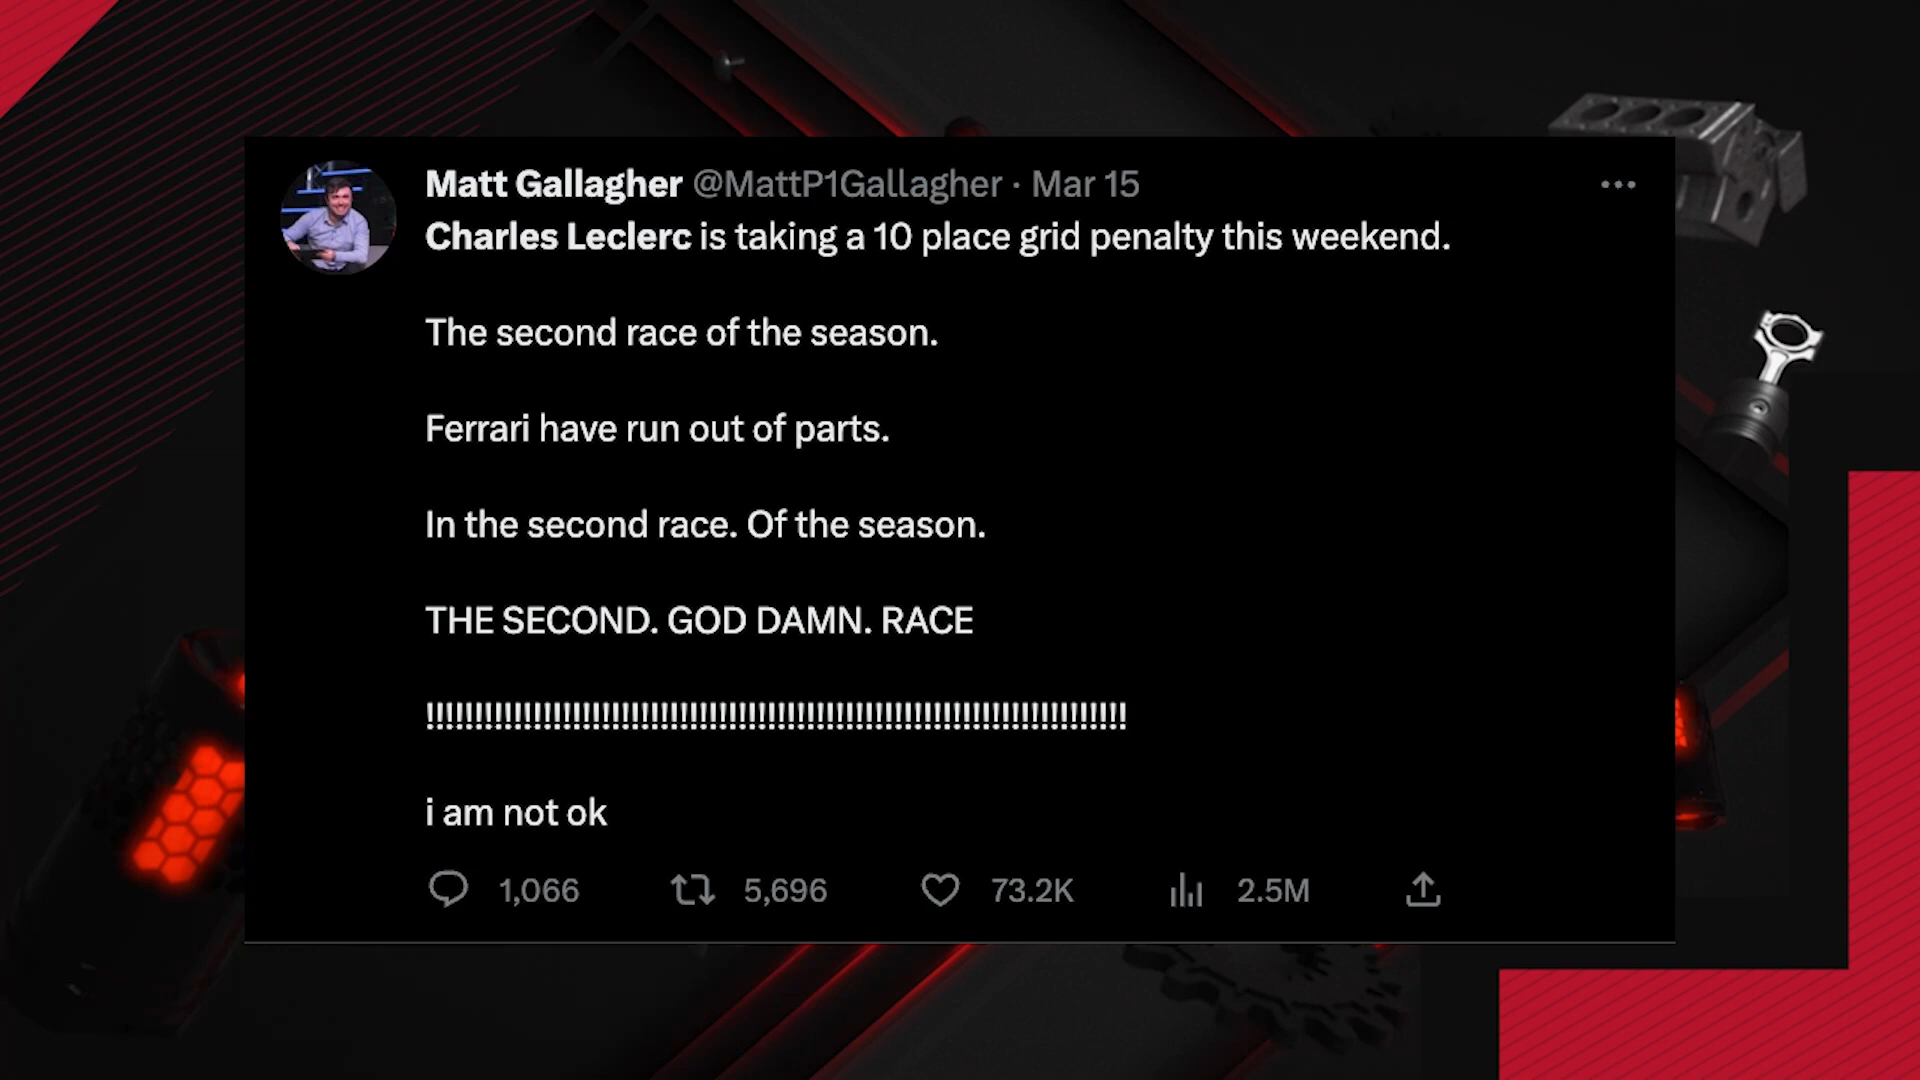 Matt Gallagher @MattP1Gallagher · Mar 15
Charles Leclerc is taking a 10 place grid penalty this weekend.
The second race of the season.
Ferrari have run out of parts.
In the second race. Of the season.
THE SECOND. GOD DAMN. RACE
!!!!!!!!!!!!!!!!!!!!!!!!!!!!!!!!!!!!!!!!!!!!!!!!!!!!!!!!!!!!!!!!!!!!!!!!
i am not ok
1,066 5,696 73.2K 2.5M